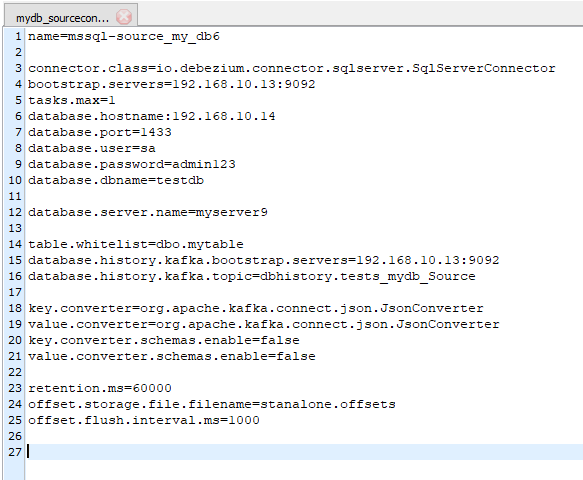 mydb_sourcecon...
1 name=mssql-source_my_db6
2
3 connector.class=io.debezium.connector.sqlserver.SqlServerConnector
4 bootstrap.servers=192.168.10.13:9092
5 tasks.max=1
6 database.hostname:192.168.10.14
7 database.port=1433
8 database.user=sa
9 database.password=admin123
10 database.dbname=testdb
11
12 database.server.name=myserver9
13
14 table.whitelist=dbo.mytable
15 database.history.kafka.bootstrap.servers=192.168.10.13:9092
16 database.history.kafka.topic=dbhistory.tests_mydb_Source
17
18 key.converter=org.apache.kafka.connect.json.JsonConverter
19 value.converter=org.apache.kafka.connect.json.JsonConverter
20 key.converter.schemas.enable=false
21 value.converter.schemas.enable=false
22
23 retention.ms=60000
24 offset.storage.file.filename=stanalone.offsets
25 offset.flush.interval.ms=1000
26
27